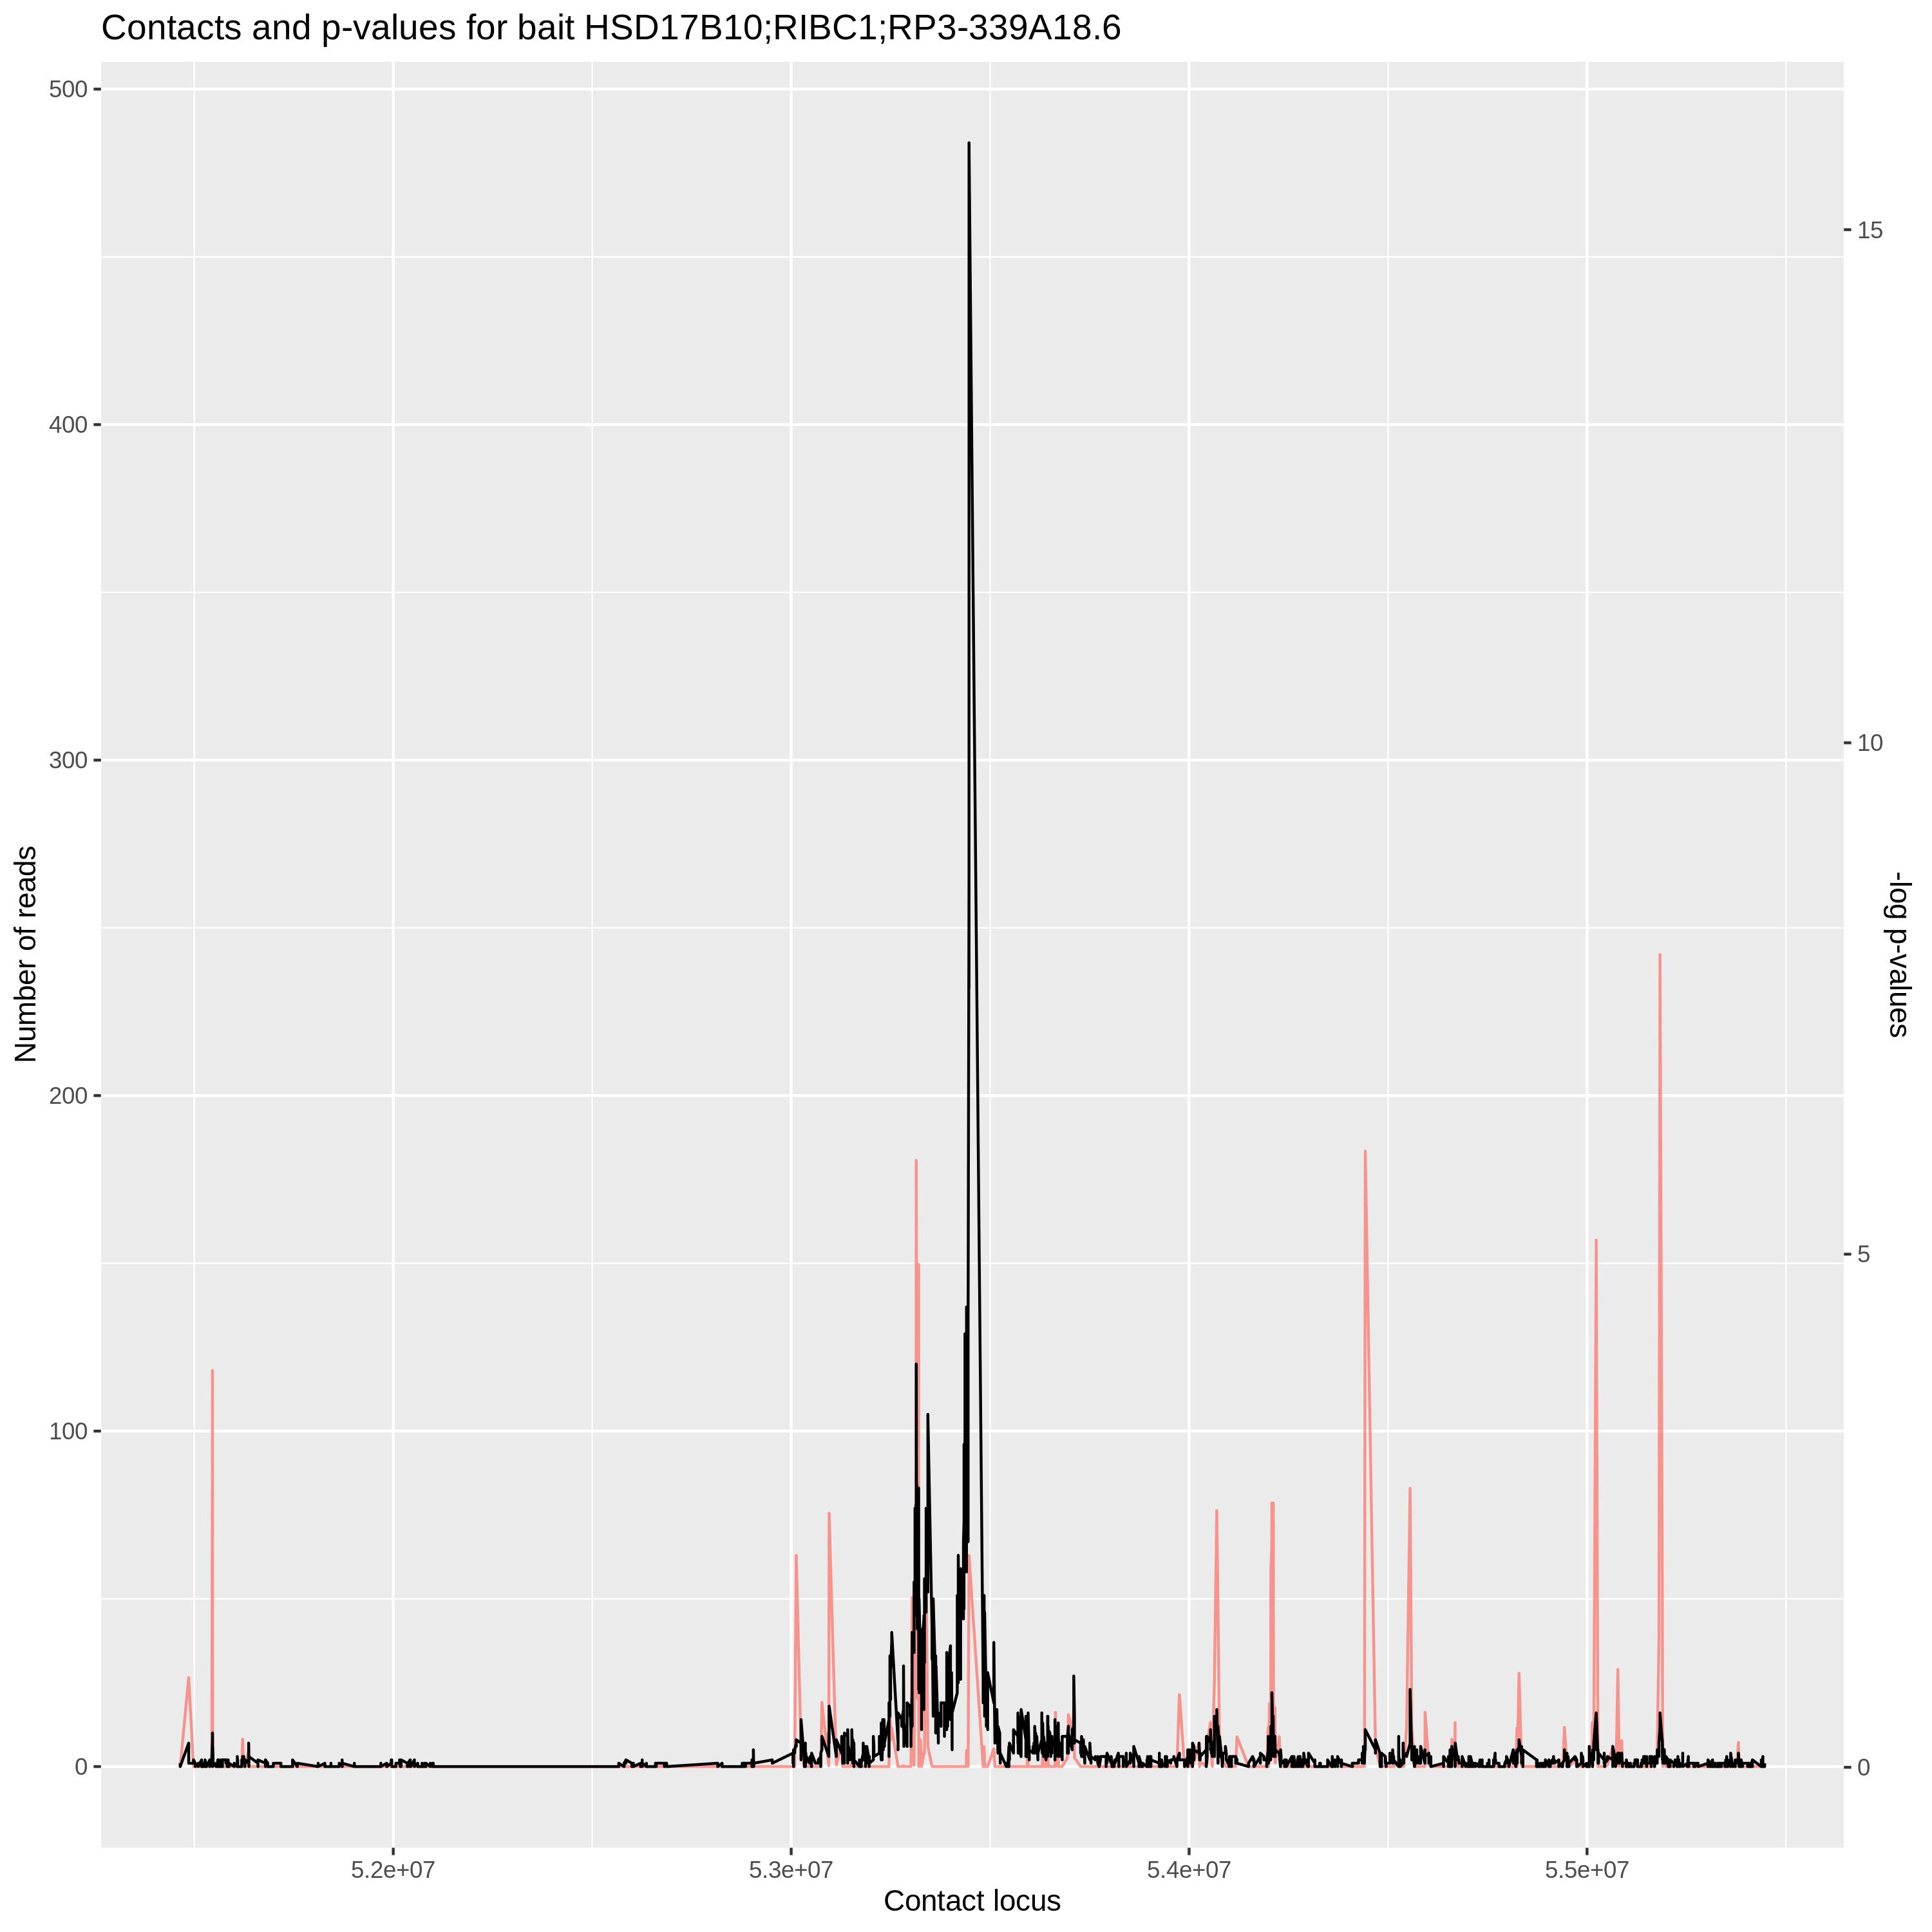 Contacts and p-values for bait HSD17B10;RIBC1;RP3-339A18.6
500
400
300
200
100
0
Number of reads
15
10
5
0
-log p-values
5.2e+07 5.3e+07 5.4e+07 5.5e+07
Contact locus